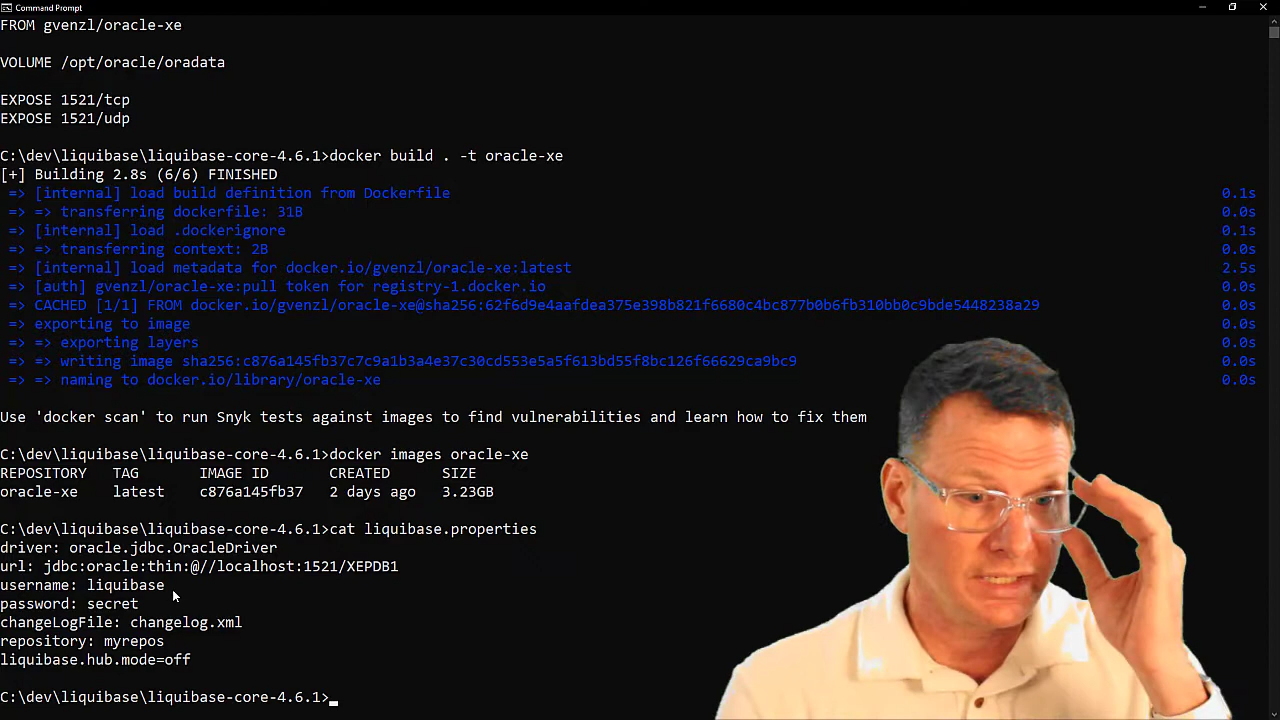 Command Prompt
FROM gvenzl/oracle-xe
VOLUME /opt/oracle/oradata
EXPOSE 1521/tcp
EXPOSE 1521/udp
C:\dev\liquibase\liquibase-core-4.6.1>docker build . -t oracle-xe
[+] Building 2.8s (6/6) FINISHED
=> [internal] load build definition from Dockerfile 0.1s
=> => transferring dockerfile: 31B 0.0s
=> [internal] load .dockerignore 0.1s
=> => transferring context: 2B 0.0s
=> [internal] load metadata for docker.io/gvenzl/oracle-xe:latest 2.5s
=> [auth] gvenzl/oracle-xe:pull token for registry-1.docker.io 0.0s
=> CACHED [1/1] FROM docker.io/gvenzl/oracle-xe@sha256:62f6d9e4aafdea375e398b821f6680c4bc877b0b6fb310bb0c9bde5448238a29 0.0s
=> exporting to image 0.0s
=> => exporting layers 0.0s
=> => writing image sha256:c876a145fb37c7c9a1b3a4e37c30cd553e5a5f613bd55f8bc126f66629ca9bc9 0.0s
=> => naming to docker.io/library/oracle-xe 0.0s
Use 'docker scan' to run Snyk tests against images to find vulnerabilities and learn how to fix them
C:\dev\liquibase\liquibase-core-4.6.1>docker images oracle-xe
REPOSITORY TAG IMAGE ID CREATED SIZE
oracle-xe latest c876a145fb37 2 days ago 3.23GB
C:\dev\liquibase\liquibase-core-4.6.1>cat liquibase.properties
driver: oracle.jdbc.OracleDriver
url: jdbc:oracle:thin:@//localhost:1521/XEPDB1
username: liquibase
password: secret
changeLogFile: changelog.xml
repository: myrepos
liquibase.hub.mode=off
C:\dev\liquibase\liquibase-core-4.6.1>